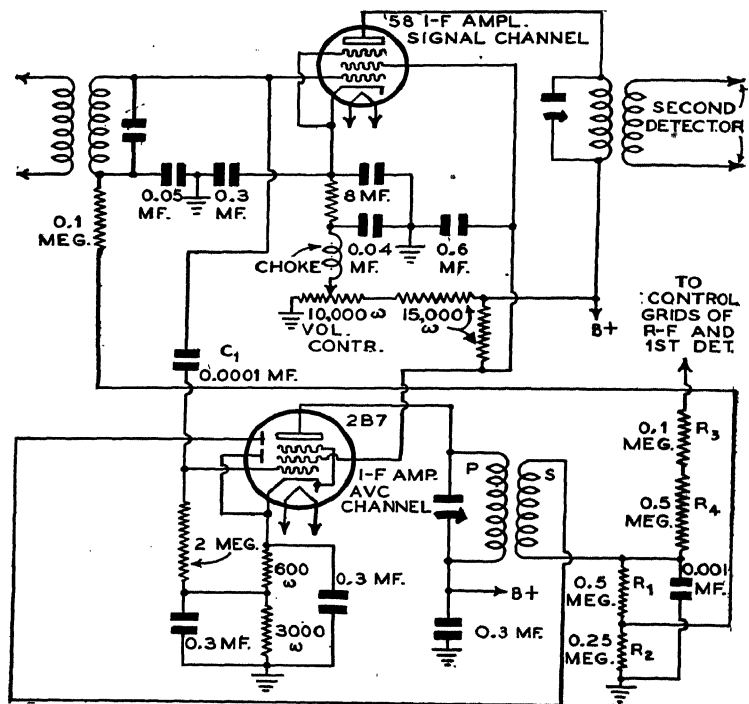 '58 I-F AMPL.
SIGNAL CHANNEL
SECOND
DETECTOR
0.05
MF.
0.3
MF.
8 MF.
0.1
MEG.
0.04
MF.
0.6
MF.
CHOKE
10,000 ω
VOL.
CONTR.
15,000
ω
B+
TO
CONTROL
GRIDS OF
R-F AND
1ST DET.
C1
0.0001 MF.
2B7
I-F AMP.
AVC
CHANNEL
P
S
0.1
MEG.
R3
0.5
MEG.
R4
2 MEG.
600
ω
0.3 MF.
B+
0.5
MEG.
R1
0.001
MF.
0.3 MF.
3000
ω
0.3 MF.
0.25
MEG.
R2